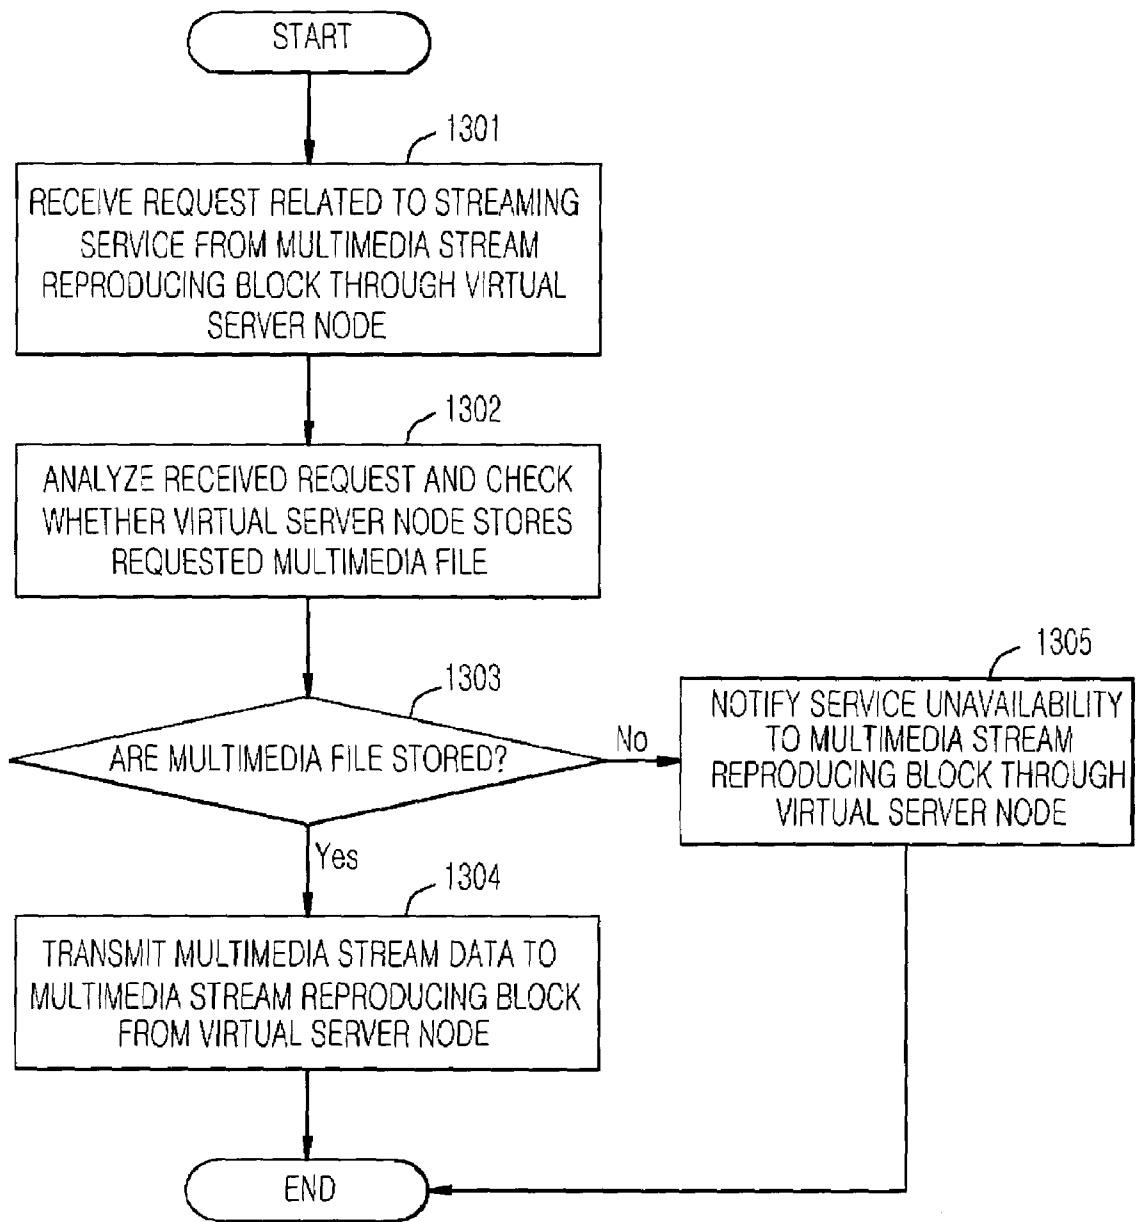 START
1301
RECEIVE REQUEST RELATED TO STREAMING
SERVICE FROM MULTIMEDIA STREAM
REPRODUCING BLOCK THROUGH VIRTUAL
SERVER NODE
1302
ANALYZE RECEIVED REQUEST AND CHECK
WHETHER VIRTUAL SERVER NODE STORES
REQUESTED MULTIMEDIA FILE
1303
ARE MULTIMEDIA FILE STORED?
No
1305
NOTIFY SERVICE UNAVAILABILITY
TO MULTIMEDIA STREAM
REPRODUCING BLOCK THROUGH
VIRTUAL SERVER NODE
Yes
1304
TRANSMIT MULTIMEDIA STREAM DATA TO
MULTIMEDIA STREAM REPRODUCING BLOCK
FROM VIRTUAL SERVER NODE
END